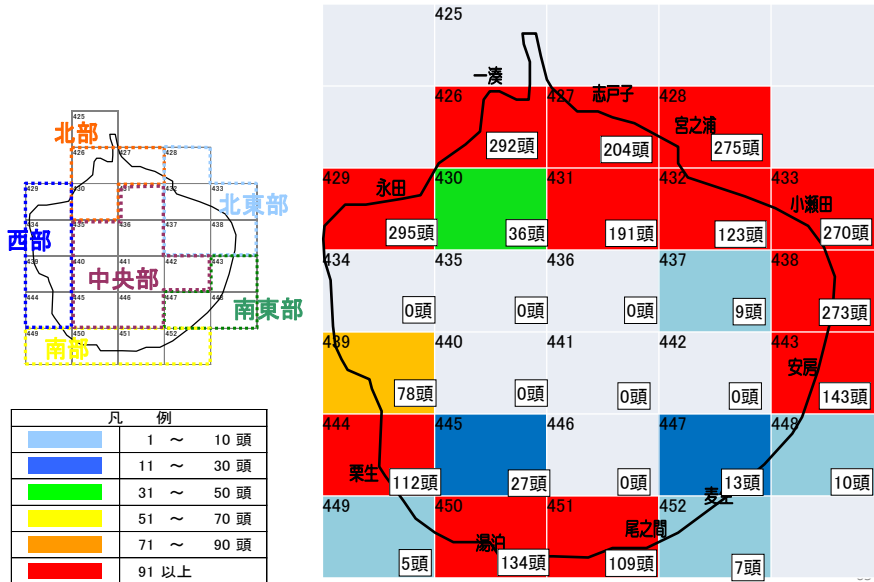 425
北部
426
427
428
429
430
431
432
433
北東部
434
435
西部
439
441
442
443
中央部
444
445
446
447
南東部
449
450
451
452
南部
凡 例
1 ～ 10 頭
11 ～ 30 頭
31 ～ 50 頭
51 ～ 70 頭
71 ～ 90 頭
91 以上
425
一湊
志戸子
426
427
428
宮之浦
292頭
204頭
275頭
429
永田
430
431
432
433
小瀬田
295頭
36頭
191頭
123頭
270頭
434
435
437
438
0頭
0頭
0頭
9頭
273頭
439
440
441
442
443
安房
78頭
0頭
0頭
0頭
143頭
444
445
446
447
448
栗生
112頭
27頭
0頭
13頭
10頭
449
450
451
452
麦生
尾之間
湯泊
5頭
134頭
109頭
7頭